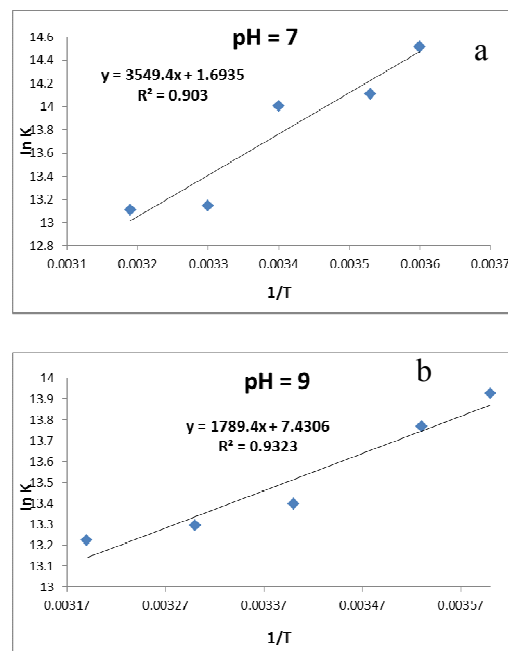 pH = 7
a
y = 3549.4x + 1.6935
R² = 0.903
ln K
14.6
14.4
14.2
14
13.8
13.6
13.4
13.2
13
12.8
0.0031 0.0032 0.0033 0.0034 0.0035 0.0036 0.0037
1/T
pH = 9
b
y = 1789.4x + 7.4306
R² = 0.9323
ln K
14
13.9
13.8
13.7
13.6
13.5
13.4
13.3
13.2
13.1
13
0.00317 0.00327 0.00337 0.00347 0.00357
1/T